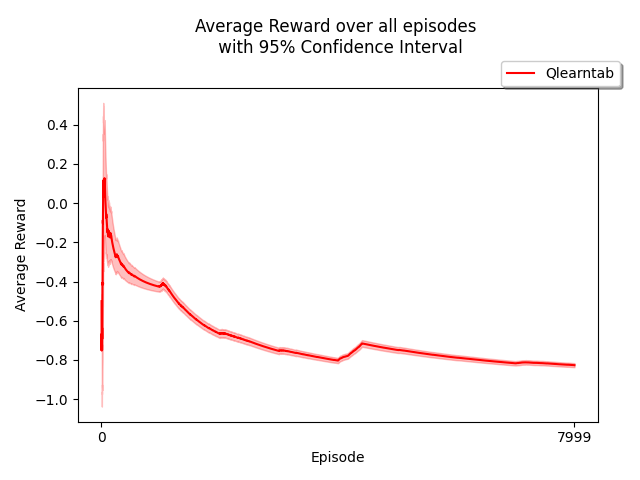 Average Reward over all episodes
with 95% Confidence Interval
Qlearntab
0.4
0.2
0.0
−0.2
−0.4
−0.6
−0.8
−1.0
Average Reward
0
7999
Episode